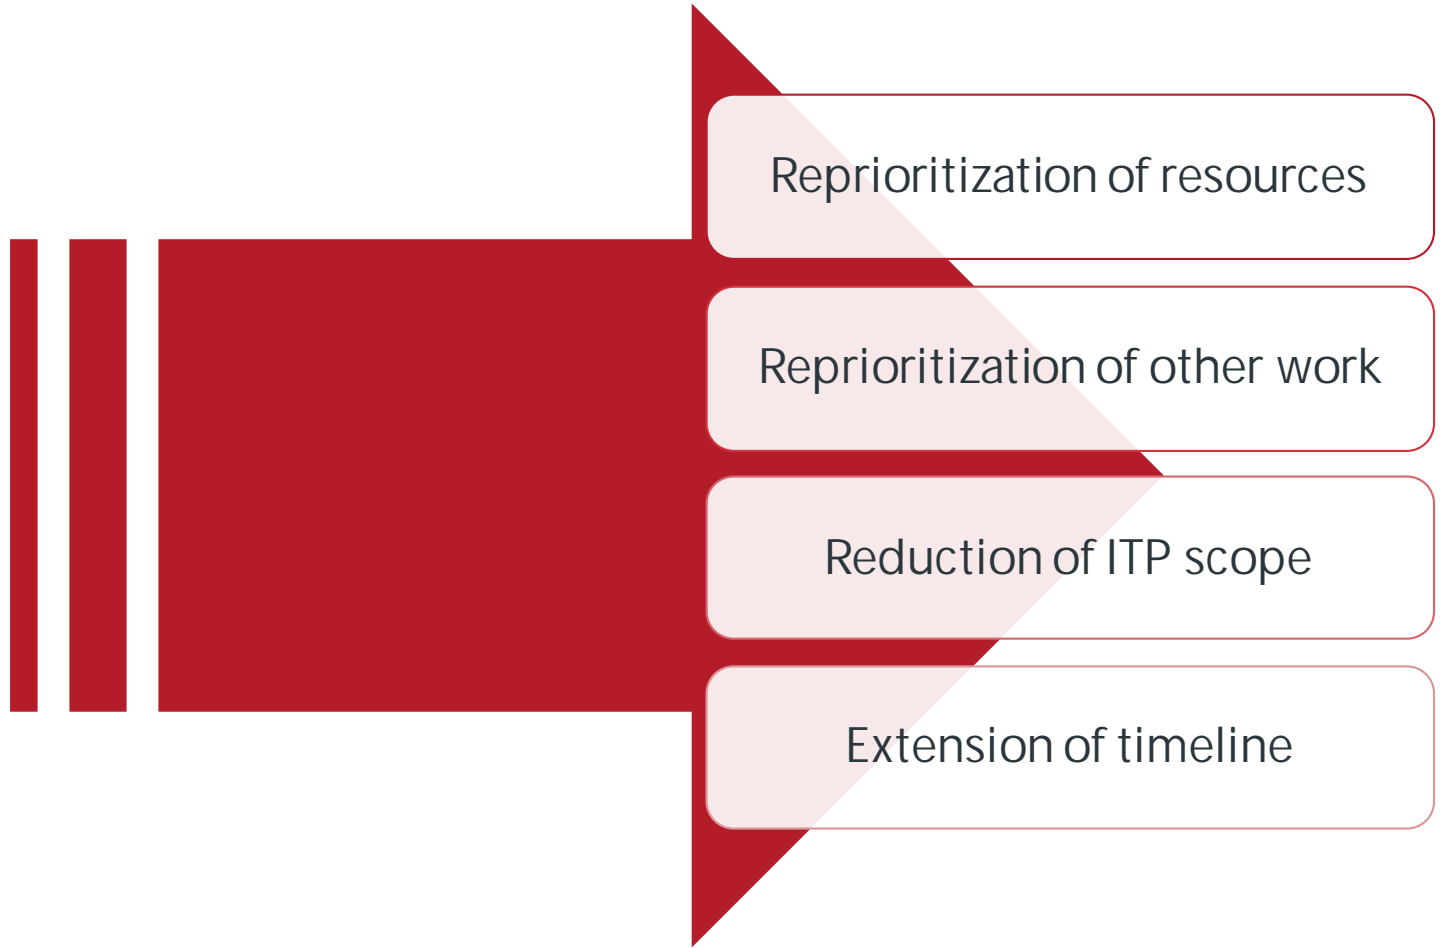 Reprioritization of resources
Reprioritization of other work
Reduction of ITP scope
Extension of timeline